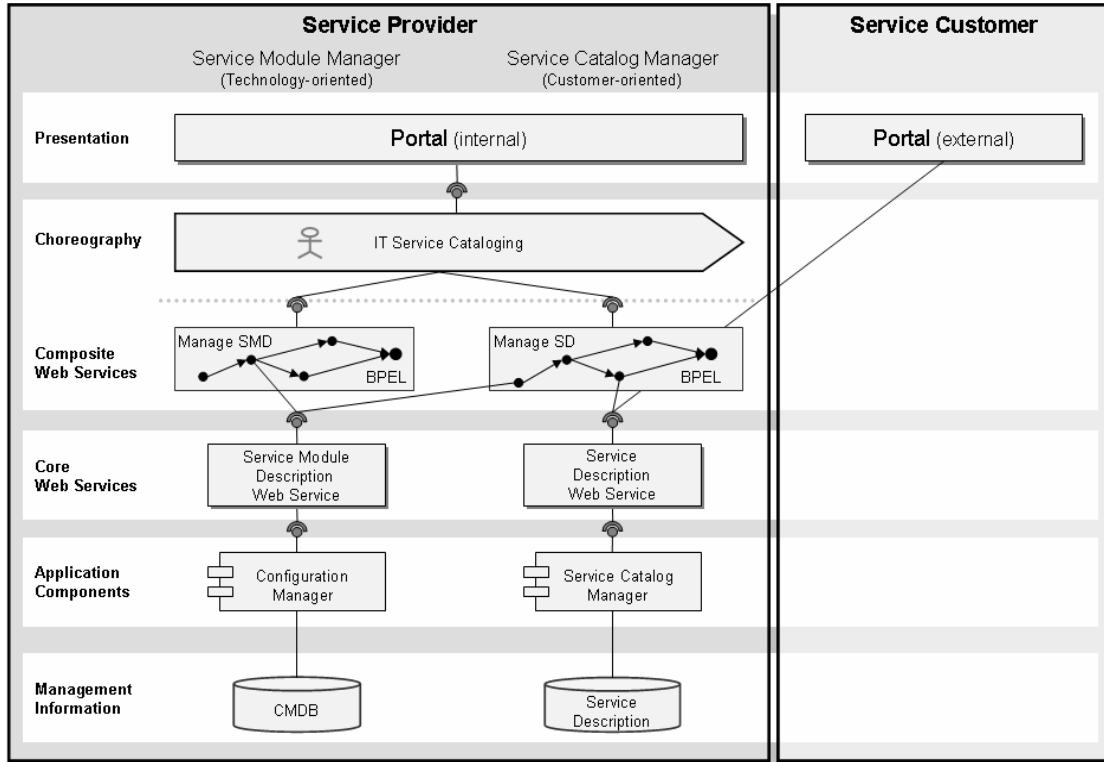 Service Provider
Service Customer
Service Module Manager
(Technology-oriented)
Service Catalog Manager
(Customer-oriented)
Presentation
Portal (internal)
Portal (external)
Choreography
IT Service Cataloging
Composite
Web Services
Manage SMD
BPEL
Manage SD
BPEL
Core
Web Services
Service Module
Description
Web Service
Service
Description
Web Service
Application
Components
Configuration
Manager
Service Catalog
Manager
Management
Information
CMDB
Service
Description